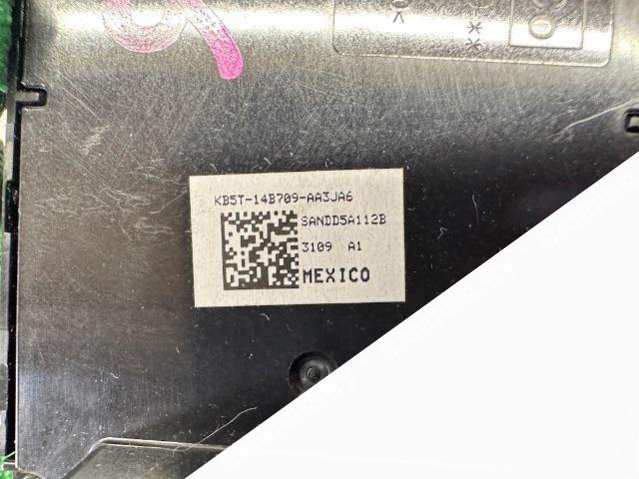 KB5T-14B709-AA3JA6
SANDD5A112B
3109 A1
MEXICO